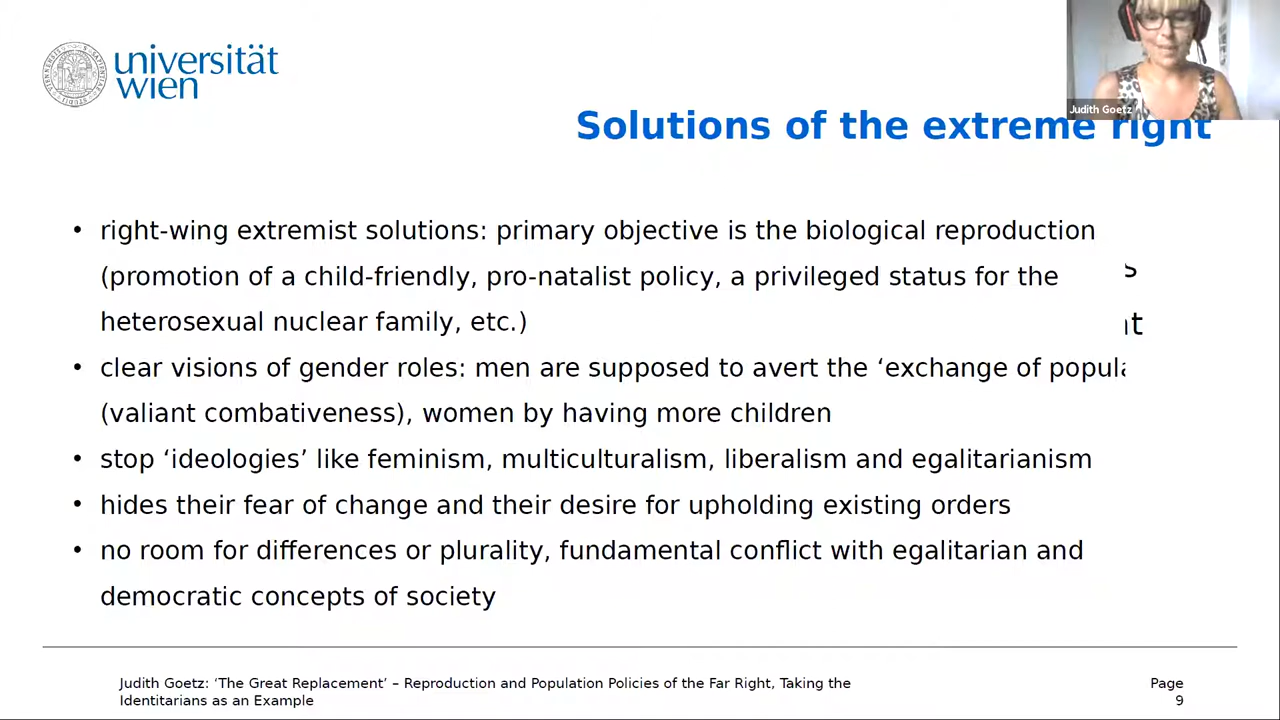 universität
wien
Judith Goetz
Solutions of the extreme right
• right-wing extremist solutions: primary objective is the biological reproduction
(promotion of a child-friendly, pro-natalist policy, a privileged status for the
heterosexual nuclear family, etc.)
• clear visions of gender roles: men are supposed to avert the ‘exchange of
(valiant combativeness), women by having more children
• stop ‘ideologies’ like feminism, multiculturalism, liberalism and egalitarianism
• hides their fear of change and their desire for upholding existing orders
• no room for differences or plurality, fundamental conflict with egalitarian and
democratic concepts of society
Judith Goetz: ‘The Great Replacement’ – Reproduction and Population Policies of the Far Right, Taking the
Identitarians as an Example
Page
9